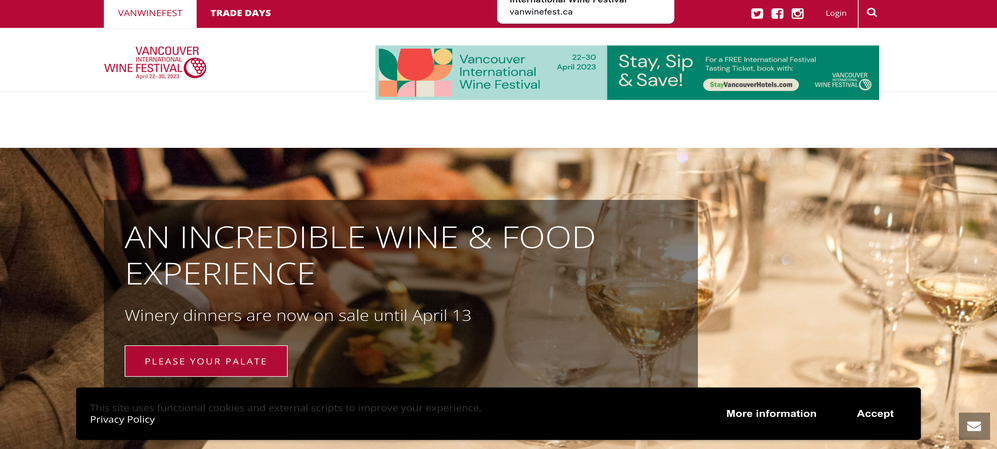 International Wine Festival
vanwinefest.ca
VANWINEFEST
TRADE DAYS
Login
VANCOUVER
INTERNATIONAL
WINE FESTIVAL
April 22–30, 2023
Vancouver
International
Wine Festival
22–30
April 2023
Stay, Sip
& Save!
For a FREE International Festival
Tasting Ticket, book with:
StayVancouverHotels.com
VANCOUVER
INTERNATIONAL
WINE FESTIVAL
AN INCREDIBLE WINE & FOOD
EXPERIENCE
Winery dinners are now on sale until April 13
PLEASE YOUR PALATE
This site uses functional cookies and external scripts to improve your experience.
Privacy Policy
More information
Accept